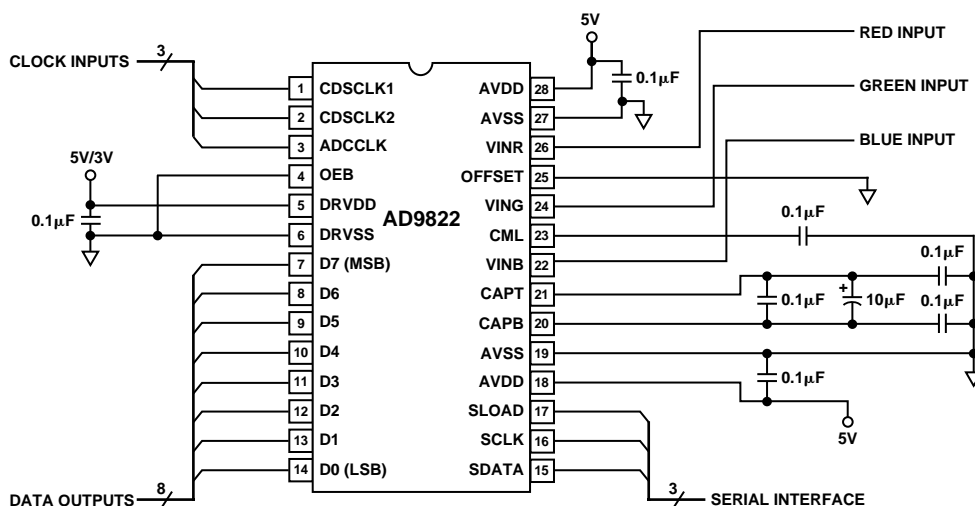 CLOCK INPUTS
3
5V
0.1µF
RED INPUT
GREEN INPUT
BLUE INPUT
5V/3V
0.1µF
AD9822
1 CDSCLK1
2 CDSCLK2
3 ADCCLK
4 OEB
5 DRVDD
6 DRVSS
7 D7 (MSB)
8 D6
9 D5
10 D4
11 D3
12 D2
13 D1
14 D0 (LSB)
AVDD 28
AVSS 27
VINR 26
OFFSET 25
VING 24
CML 23
VINB 22
CAPT 21
CAPB 20
AVSS 19
AVDD 18
SLOAD 17
SCLK 16
SDATA 15
0.1µF
0.1µF
0.1µF
+
10µF
0.1µF
0.1µF
5V
DATA OUTPUTS
8
3
SERIAL INTERFACE